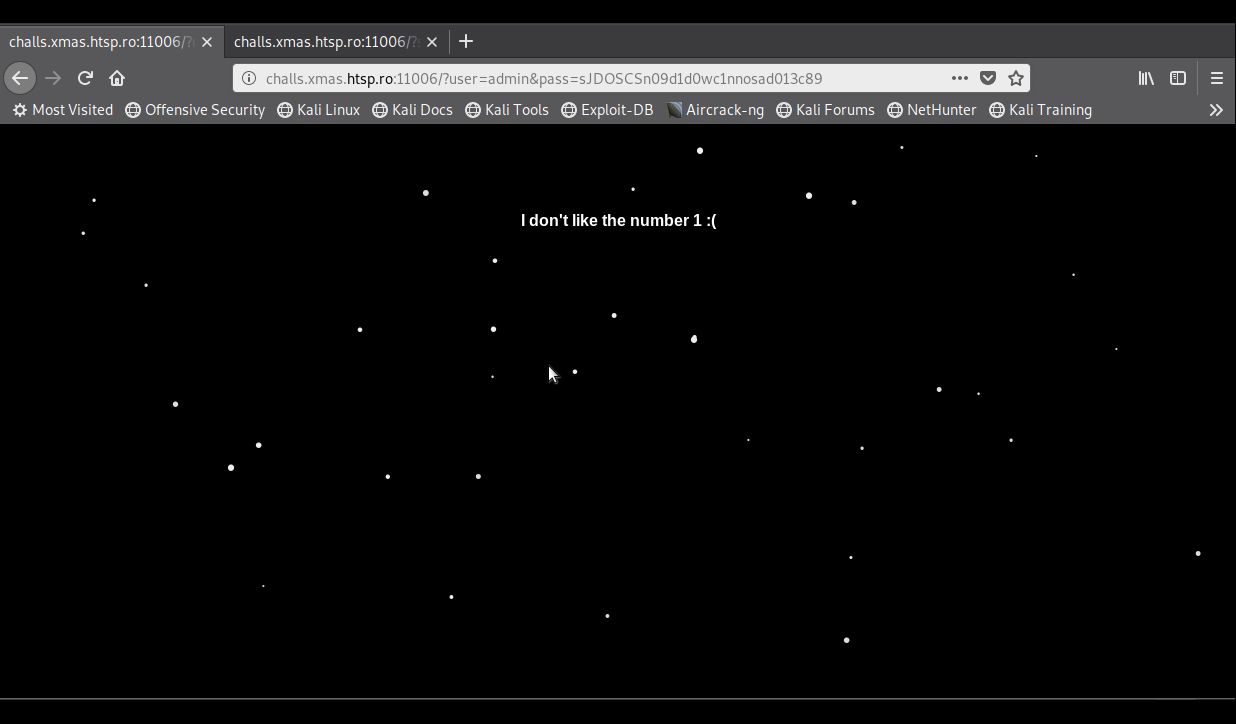 challs.xmas.htsp.ro:11006/?u
challs.xmas.htsp.ro:11006/?s
challs.xmas.htsp.ro:11006/?user=admin&pass=sJDOSCSn09d1d0wc1nnosad013c89
Most Visited Offensive Security Kali Linux Kali Docs Kali Tools Exploit-DB Aircrack-ng Kali Forums NetHunter Kali Training
I don't like the number 1 :(